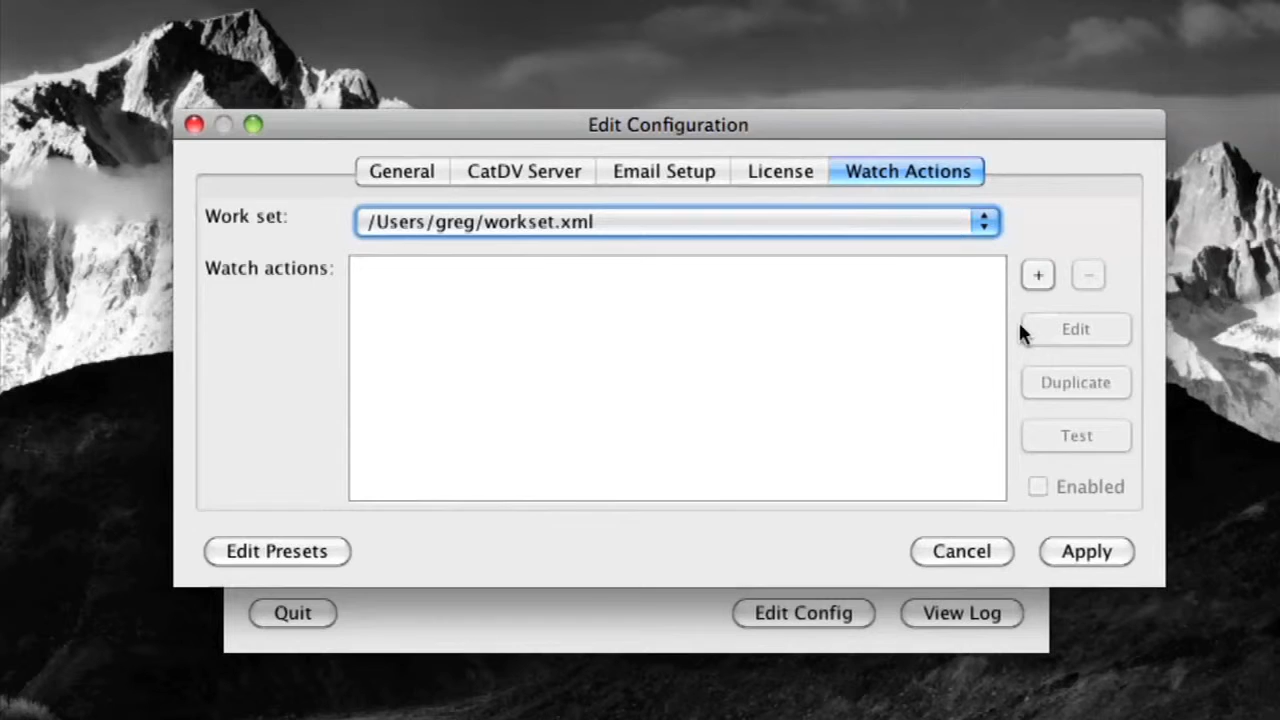 Edit Configuration
General CatDV Server Email Setup License Watch Actions
Work set: /Users/greg/workset.xml
Watch actions: + −
Edit
Duplicate
Test
Enabled
Edit Presets Cancel Apply
Quit Edit Config View Log